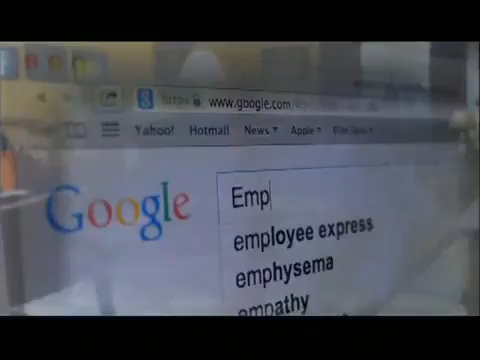 https www.google.com
Yahoo! Hotmail News Apple
Google
Emp
employee express
emphysema
empathy